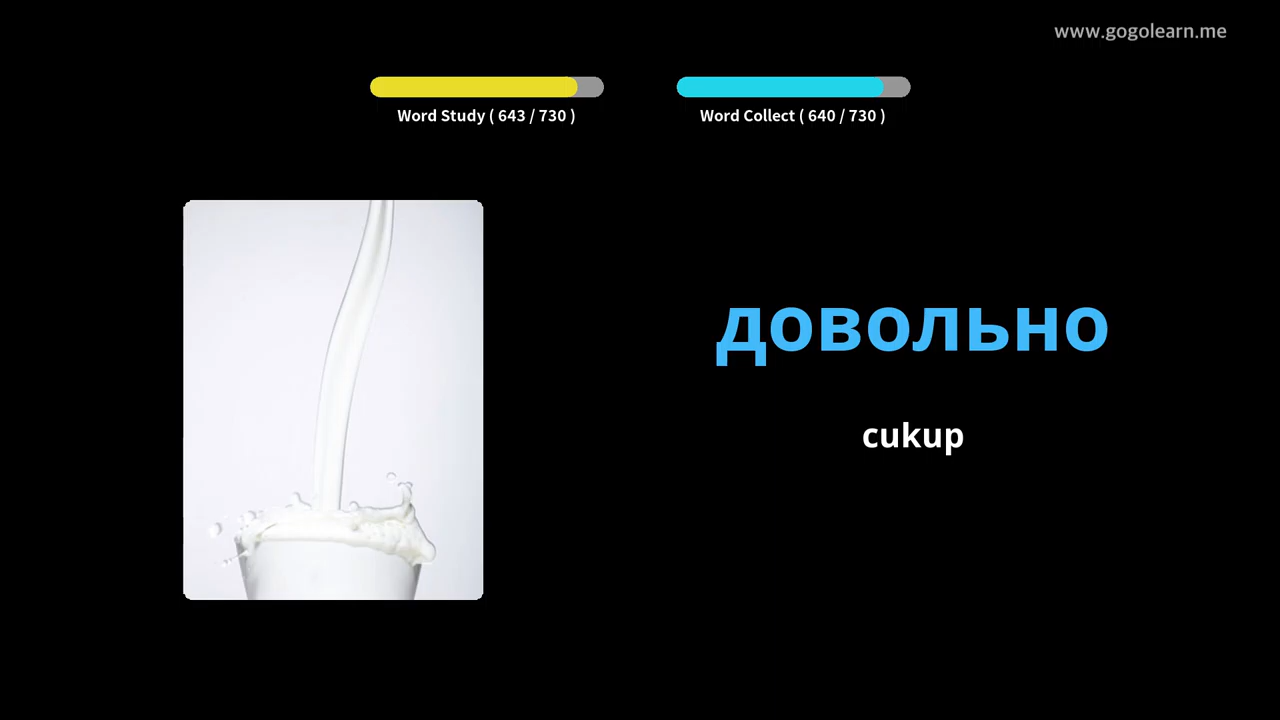 www.gogolearn.me
Word Study ( 643 / 730 )
Word Collect ( 640 / 730 )
довольно
cukup